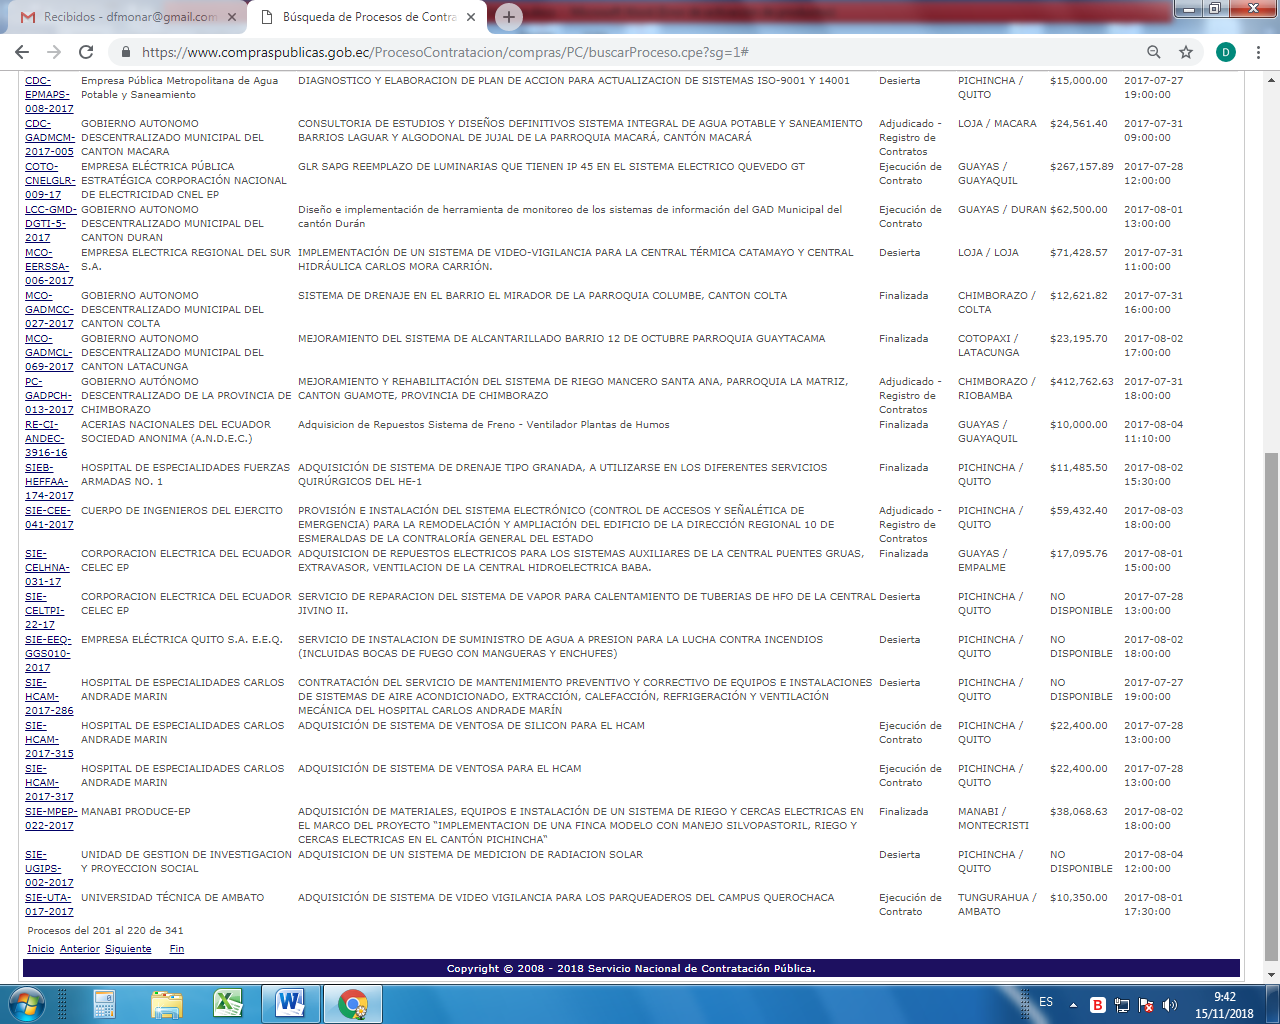 Recibidos - dfmonar@gmail.com
Búsqueda de Procesos de Contra
https://www.compraspublicas.gob.ec/ProcesoContratacion/compras/PC/buscarProceso.cpe?sg=1#
D
CDC- Empresa Pública Metropolitana de Agua DIAGNOSTICO Y ELABORACION DE PLAN DE ACCION PARA ACTUALIZACION DE SISTEMAS ISO-9001 Y 14001 Desierta PICHINCHA / $15,000.00 2017-07-27
EPMAPS- Potable y Saneamiento QUITO 19:00:00
008-2017
CDC- GOBIERNO AUTONOMO CONSULTORIA DE ESTUDIOS Y DISEÑOS DEFINITIVOS SISTEMA INTEGRAL DE AGUA POTABLE Y SANEAMIENTO Adjudicado - LOJA / MACARA $24,561.40 2017-07-31
GADMCM- DESCENTRALIZADO MUNICIPAL DEL BARRIOS LAGUAR Y ALGODONAL DE JUJAL DE LA PARROQUIA MACARÁ, CANTÓN MACARÁ Registro de 09:00:00
2017-005 CANTON MACARA Contratos
COTO- EMPRESA ELÉCTRICA PÚBLICA GLR SAPG REEMPLAZO DE LUMINARIAS QUE TIENEN IP 45 EN EL SISTEMA ELECTRICO QUEVEDO GT Ejecución de GUAYAS / $267,157.89 2017-07-28
CNELGLR- ESTRATÉGICA CORPORACIÓN NACIONAL Contrato GUAYAQUIL 12:00:00
009-17 DE ELECTRICIDAD CNEL EP
LCC-GMD- GOBIERNO AUTONOMO Diseño e implementación de herramienta de monitoreo de los sistemas de información del GAD Municipal del Ejecución de GUAYAS / DURAN $62,500.00 2017-08-01
DGTI-5- DESCENTRALIZADO MUNICIPAL DEL cantón Durán Contrato 13:00:00
2017 CANTON DURAN
MCO- EMPRESA ELECTRICA REGIONAL DEL SUR IMPLEMENTACIÓN DE UN SISTEMA DE VIDEO-VIGILANCIA PARA LA CENTRAL TÉRMICA CATAMAYO Y CENTRAL Desierta LOJA / LOJA $71,428.57 2017-07-31
EERSSA- S.A. HIDRÁULICA CARLOS MORA CARRIÓN. 11:00:00
006-2017
MCO- GOBIERNO AUTONOMO SISTEMA DE DRENAJE EN EL BARRIO EL MIRADOR DE LA PARROQUIA COLUMBE, CANTON COLTA Finalizada CHIMBORAZO / $12,621.82 2017-07-31
GADMCC- DESCENTRALIZADO MUNICIPAL DEL COLTA 16:00:00
027-2017 CANTON COLTA
MCO- GOBIERNO AUTONOMO MEJORAMIENTO DEL SISTEMA DE ALCANTARILLADO BARRIO 12 DE OCTUBRE PARROQUIA GUAYTACAMA Finalizada COTOPAXI / $23,195.70 2017-08-02
GADMCL- DESCENTRALIZADO MUNICIPAL DEL LATACUNGA 17:00:00
069-2017 CANTON LATACUNGA
PC- GOBIERNO AUTÓNOMO MEJORAMIENTO Y REHABILITACIÓN DEL SISTEMA DE RIEGO MANCERO SANTA ANA, PARROQUIA LA MATRIZ, Adjudicado - CHIMBORAZO / $412,762.63 2017-07-31
GADPCH- DESCENTRALIZADO DE LA PROVINCIA DE CANTON GUAMOTE, PROVINCIA DE CHIMBORAZO Registro de RIOBAMBA 18:00:00
013-2017 CHIMBORAZO Contratos
RE-CI- ACERIAS NACIONALES DEL ECUADOR Adquisicion de Repuestos Sistema de Freno - Ventilador Plantas de Humos Finalizada GUAYAS / $10,000.00 2017-08-04
ANDEC- SOCIEDAD ANONIMA (A.N.D.E.C.) GUAYAQUIL 11:10:00
3916-16
SIEB- HOSPITAL DE ESPECIALIDADES FUERZAS ADQUISICIÓN DE SISTEMA DE DRENAJE TIPO GRANADA, A UTILIZARSE EN LOS DIFERENTES SERVICIOS Finalizada PICHINCHA / $11,485.50 2017-08-02
HEFFAA- ARMADAS NO. 1 QUIRÚRGICOS DEL HE-1 QUITO 15:30:00
174-2017
SIE-CEE- CUERPO DE INGENIEROS DEL EJERCITO PROVISIÓN E INSTALACIÓN DEL SISTEMA ELECTRÓNICO (CONTROL DE ACCESOS Y SEÑALÉTICA DE Adjudicado - PICHINCHA / $59,432.40 2017-08-03
041-2017 EMERGENCIA) PARA LA REMODELACIÓN Y AMPLIACIÓN DEL EDIFICIO DE LA DIRECCIÓN REGIONAL 10 DE Registro de QUITO 18:00:00
ESMERALDAS DE LA CONTRALORÍA GENERAL DEL ESTADO Contratos
SIE- CORPORACION ELECTRICA DEL ECUADOR ADQUISICION DE REPUESTOS ELECTRICOS PARA LOS SISTEMAS AUXILIARES DE LA CENTRAL PUENTES GRUAS, Finalizada GUAYAS / $17,095.76 2017-08-01
CELHNA- CELEC EP EXTRAVASOR, VENTILACION DE LA CENTRAL HIDROELECTRICA BABA. EMPALME 15:00:00
031-17
SIE- CORPORACION ELECTRICA DEL ECUADOR SERVICIO DE REPARACION DEL SISTEMA DE VAPOR PARA CALENTAMIENTO DE TUBERIAS DE HFO DE LA CENTRAL Desierta PICHINCHA / NO 2017-07-28
CELTPI- CELEC EP JIVINO II. QUITO DISPONIBLE 13:00:00
22-17
SIE-EEQ- EMPRESA ELÉCTRICA QUITO S.A. E.E.Q. SERVICIO DE INSTALACION DE SUMINISTRO DE AGUA A PRESION PARA LA LUCHA CONTRA INCENDIOS Desierta PICHINCHA / NO 2017-08-02
GGS010- (INCLUIDAS BOCAS DE FUEGO CON MANGUERAS Y ENCHUFES) QUITO DISPONIBLE 18:00:00
2017
SIE- HOSPITAL DE ESPECIALIDADES CARLOS CONTRATACIÓN DEL SERVICIO DE MANTENIMIENTO PREVENTIVO Y CORRECTIVO DE EQUIPOS E INSTALACIONES Desierta PICHINCHA / NO 2017-07-27
HCAM- ANDRADE MARIN DE SISTEMAS DE AIRE ACONDICIONADO, EXTRACCIÓN, CALEFACCIÓN, REFRIGERACIÓN Y VENTILACIÓN QUITO DISPONIBLE 19:00:00
2017-286 MECÁNICA DEL HOSPITAL CARLOS ANDRADE MARÍN
SIE- HOSPITAL DE ESPECIALIDADES CARLOS ADQUISICIÓN DE SISTEMA DE VENTOSA DE SILICON PARA EL HCAM Ejecución de PICHINCHA / $22,400.00 2017-07-28
HCAM- ANDRADE MARIN Contrato QUITO 13:00:00
2017-315
SIE- HOSPITAL DE ESPECIALIDADES CARLOS ADQUISICIÓN DE SISTEMA DE VENTOSA PARA EL HCAM Ejecución de PICHINCHA / $22,400.00 2017-07-28
HCAM- ANDRADE MARIN Contrato QUITO 13:00:00
2017-317
SIE-MPEP- MANABI PRODUCE-EP ADQUISICIÓN DE MATERIALES, EQUIPOS E INSTALACIÓN DE UN SISTEMA DE RIEGO Y CERCAS ELECTRICAS EN Finalizada MANABI / $38,068.63 2017-08-02
022-2017 EL MARCO DEL PROYECTO "IMPLEMENTACION DE UNA FINCA MODELO CON MANEJO SILVOPASTORIL, RIEGO Y MONTECRISTI 18:00:00
CERCAS ELECTRICAS EN EL CANTÓN PICHINCHA"
SIE- UNIDAD DE GESTION DE INVESTIGACION ADQUISICION DE UN SISTEMA DE MEDICION DE RADIACION SOLAR Desierta PICHINCHA / NO 2017-08-04
UGIPS- Y PROYECCION SOCIAL QUITO DISPONIBLE 12:00:00
002-2017
SIE-UTA- UNIVERSIDAD TÉCNICA DE AMBATO ADQUISICIÓN DE SISTEMA DE VIDEO VIGILANCIA PARA LOS PARQUEADEROS DEL CAMPUS QUEROCHACA Ejecución de TUNGURAHUA / $10,350.00 2017-08-01
017-2017 Contrato AMBATO 17:30:00
Procesos del 201 al 220 de 341
Inicio Anterior Siguiente Fin
Copyright © 2008 - 2018 Servicio Nacional de Contratación Pública.
ES 9:42
15/11/2018